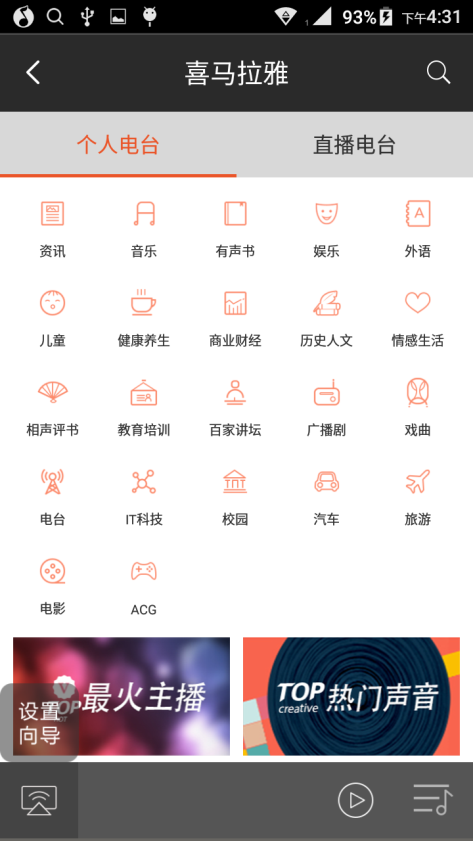 93% 下午4:31
喜马拉雅
个人电台 直播电台
资讯 音乐 有声书 娱乐 外语
儿童 健康养生 商业财经 历史人文 情感生活
相声评书 教育培训 百家讲坛 广播剧 戏曲
电台 IT科技 校园 汽车 旅游
电影 ACG
TOP 最火主播
TOP creative 热门声音
设置
向导